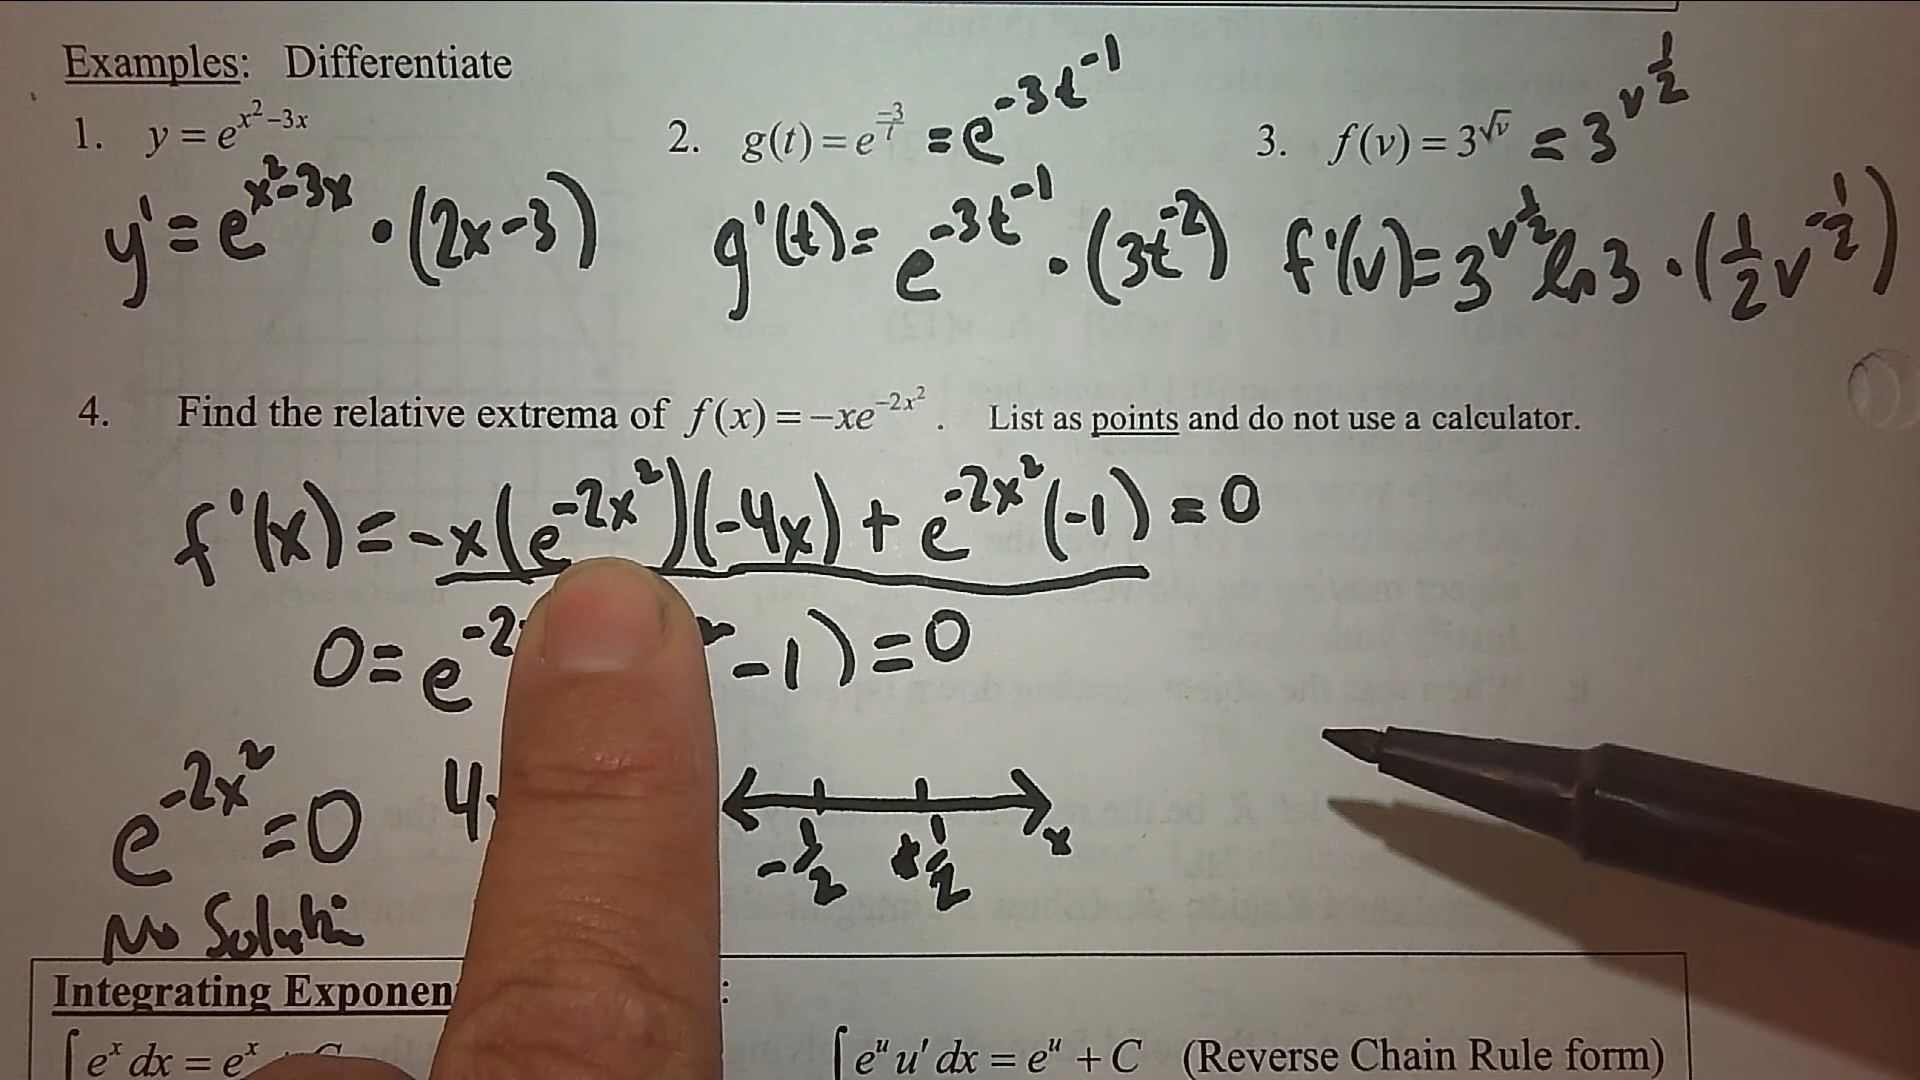 Examples: Differentiate
1. y = e^{x²-3x}
y' = e^{x²-3x} • (2x-3)
2. g(t) = e^{-3/t} = e^{-3t^{-1}}
g'(t) = e^{-3t^{-1}} • (3t^{-2})
3. f(v) = 3^{√v} = 3^{v^{1/2}}
f'(v) = 3^{v^{1/2}} ln3 • (1/2 v^{-1/2})
4. Find the relative extrema of f(x) = -xe^{-2x²}. List as points and do not use a calculator.
f'(x) = -x(e^{-2x²})(-4x) + e^{-2x²}(-1) = 0
0 = e^{-2 -1) = 0
e^{-2x²} = 0 4
No Solution
-1/2 +1/2 x
Integrating :
∫ e^x dx = e^x
∫ e^u u' dx = e^u + C (Reverse Chain Rule form)